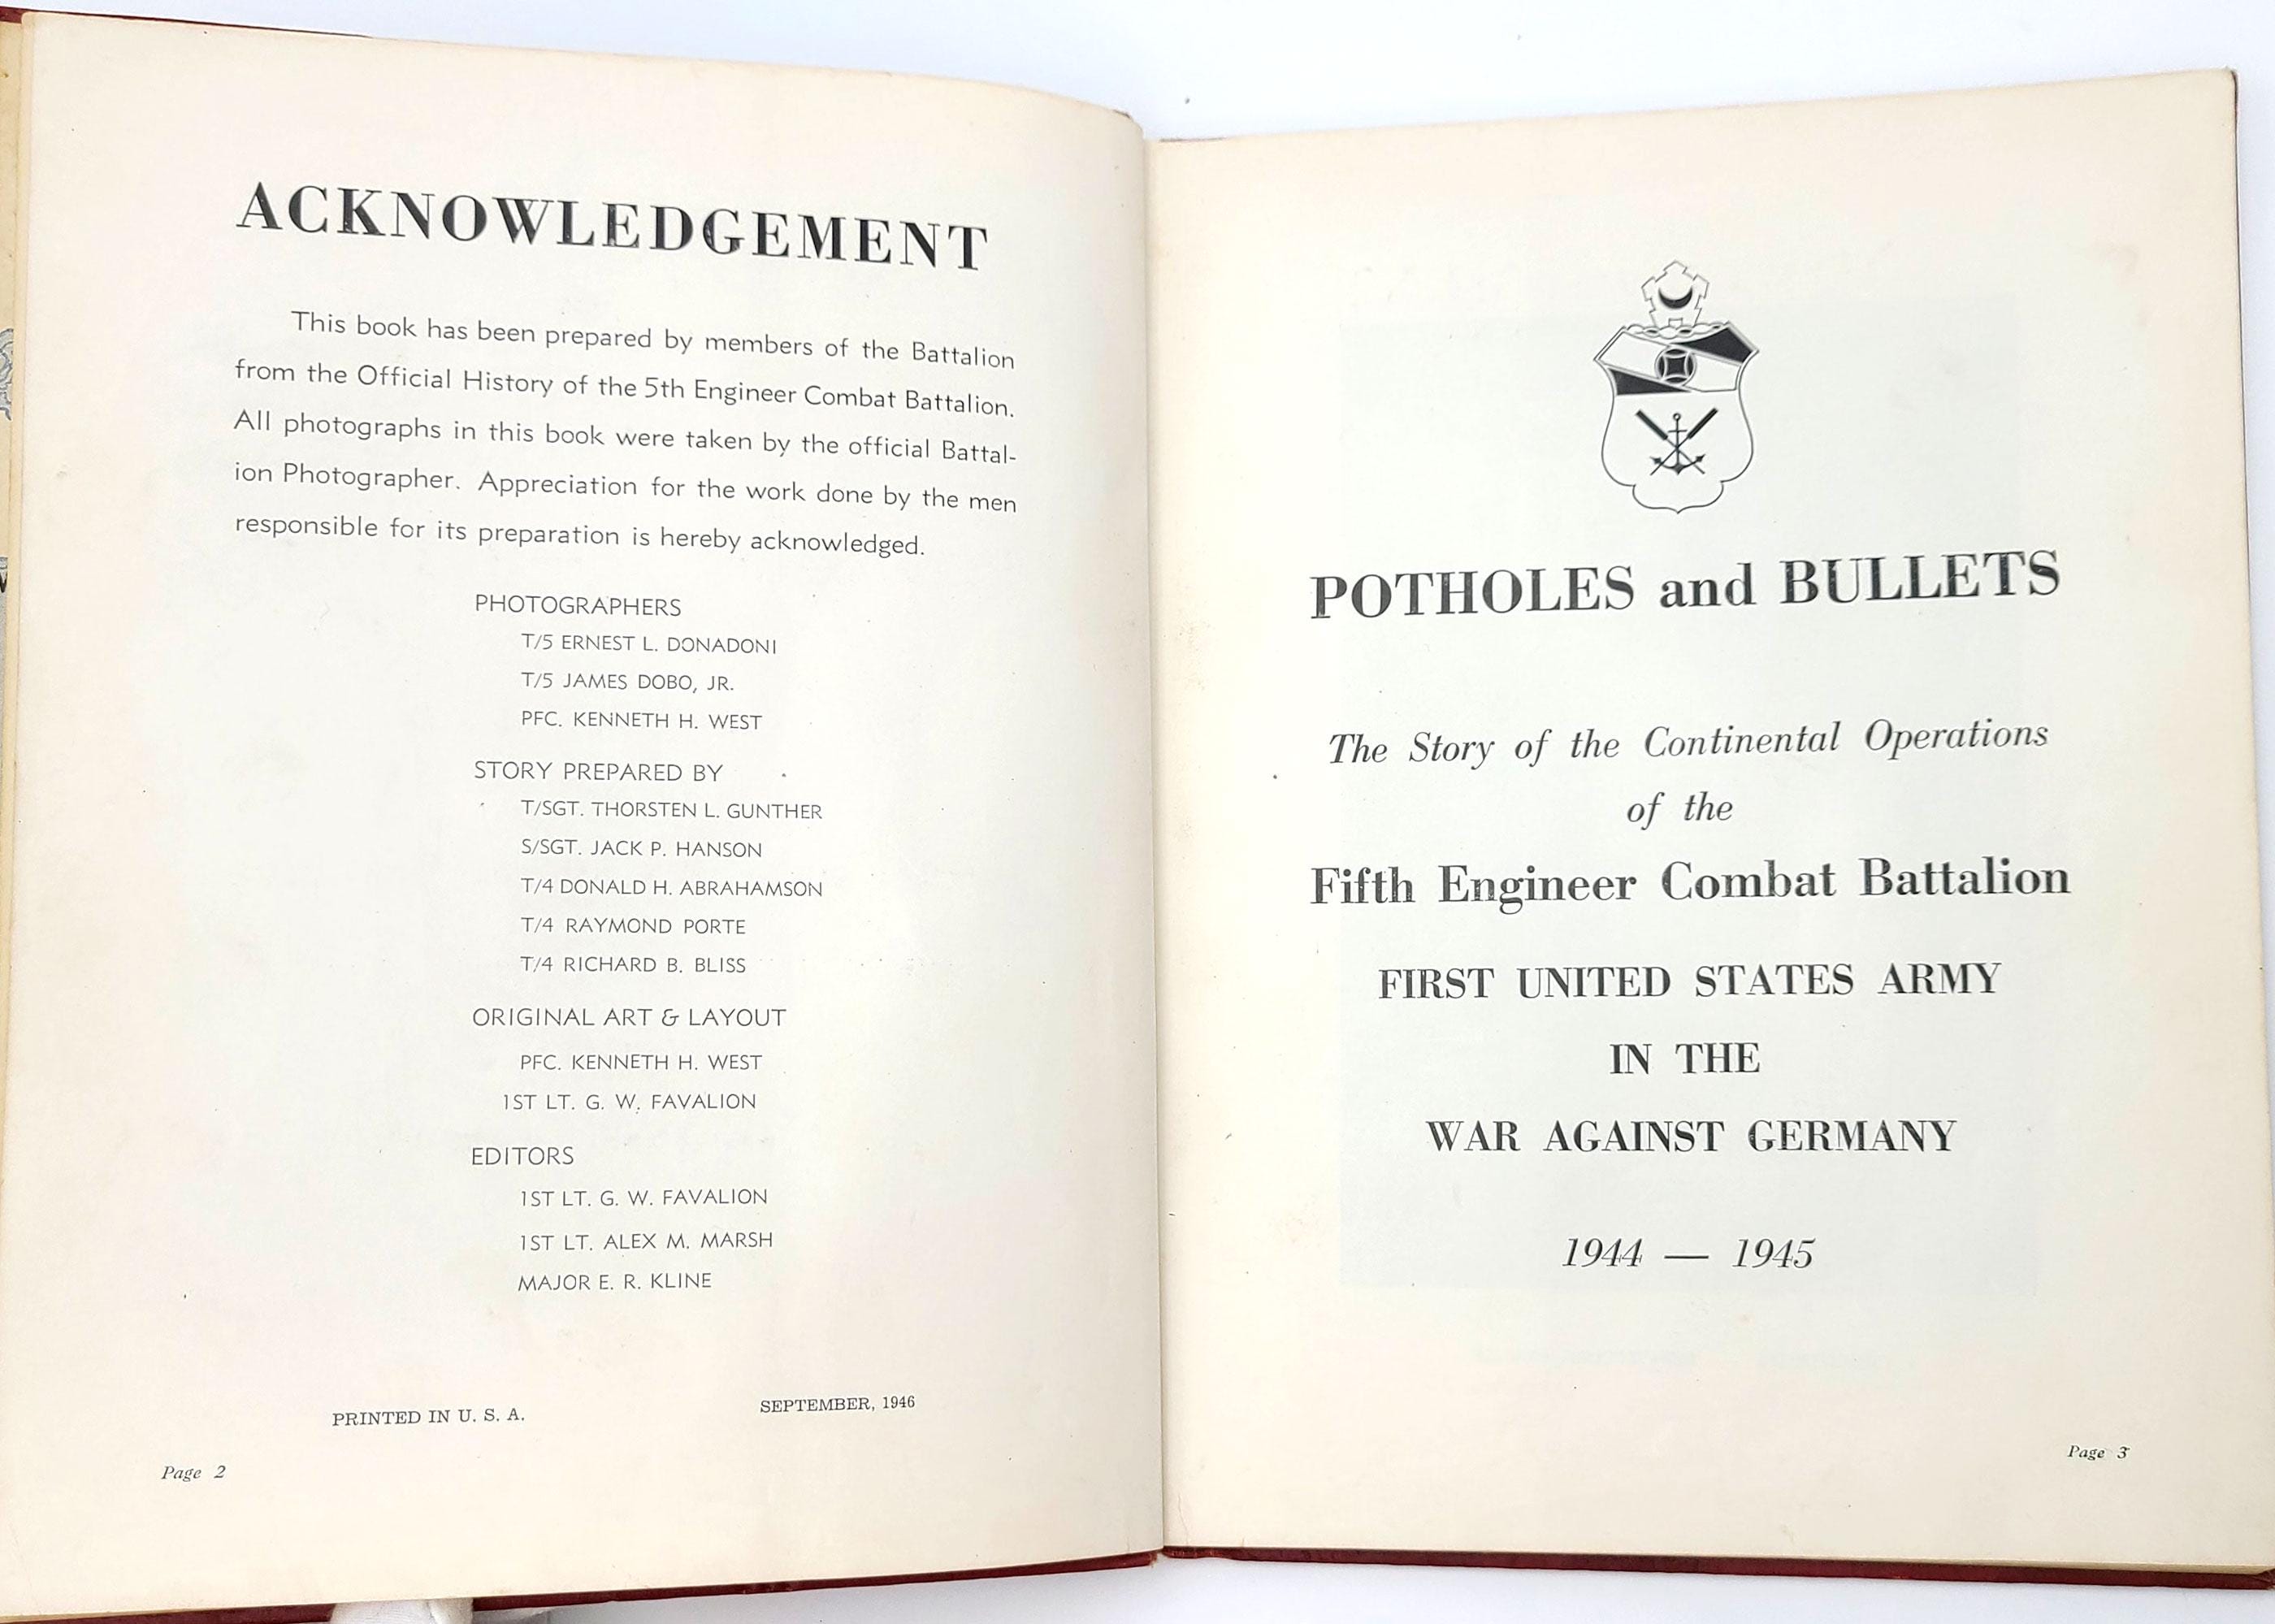 ACKNOWLEDGEMENT
This book has been prepared by members of the Battalion
from the Official History of the 5th Engineer Combat Battalion.
All photographs in this book were taken by the official Battal-
ion Photographer. Appreciation for the work done by the men
responsible for its preparation is hereby acknowledged.
PHOTOGRAPHERS
T/5 ERNEST L. DONADONI
T/5 JAMES DOBO, JR.
PFC. KENNETH H. WEST
STORY PREPARED BY
T/SGT. THORSTEN L. GUNTHER
S/SGT. JACK P. HANSON
T/4 DONALD H. ABRAHAMSON
T/4 RAYMOND PORTE
T/4 RICHARD B. BLISS
ORIGINAL ART & LAYOUT
PFC. KENNETH H. WEST
1ST LT. G. W. FAVALION
EDITORS
1ST LT. G. W. FAVALION
1ST LT. ALEX M. MARSH
MAJOR E. R. KLINE
PRINTED IN U. S. A. SEPTEMBER, 1946
Page 2
POTHOLES and BULLETS
The Story of the Continental Operations
of the
Fifth Engineer Combat Battalion
FIRST UNITED STATES ARMY
IN THE
WAR AGAINST GERMANY
1944 — 1945
Page 3